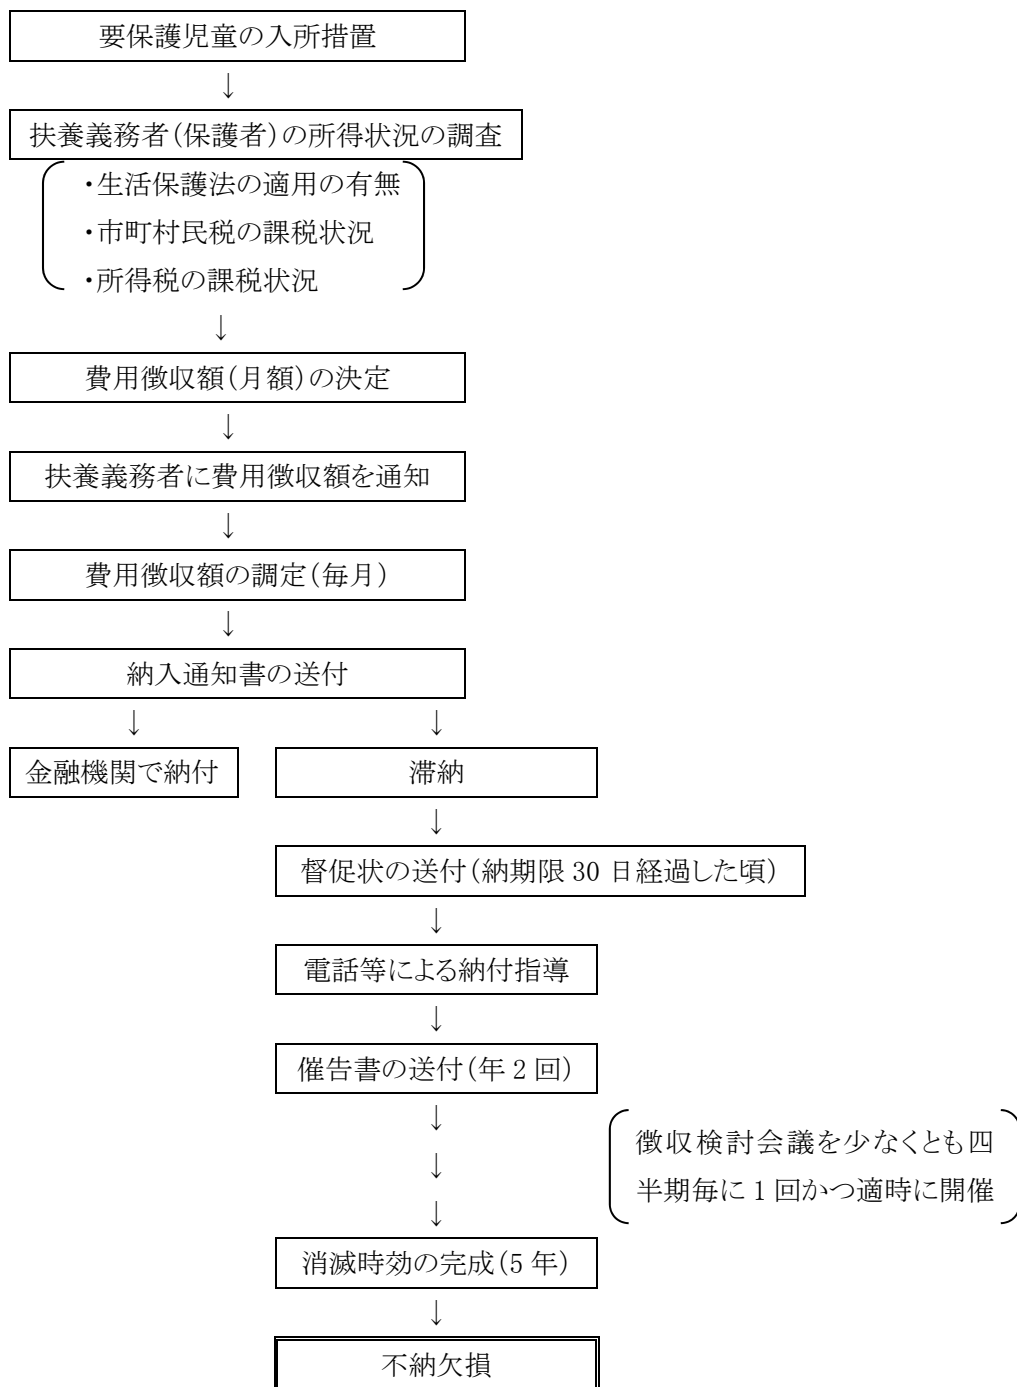 要保護児童の入所措置
↓
扶養義務者(保護者)の所得状況の調査
・生活保護法の適用の有無
・市町村民税の課税状況
・所得税の課税状況
↓
費用徴収額(月額)の決定
↓
扶養義務者に費用徴収額を通知
↓
費用徴収額の調定(毎月)
↓
納入通知書の送付
↓ ↓
金融機関で納付 滞納
↓
督促状の送付(納期限 30 日経過した頃)
↓
電話等による納付指導
↓
催告書の送付(年 2 回)
↓
徴収検討会議を少なくとも四
↓
半期毎に 1 回かつ適時に開催
↓
消滅時効の完成(5 年)
↓
不納欠損